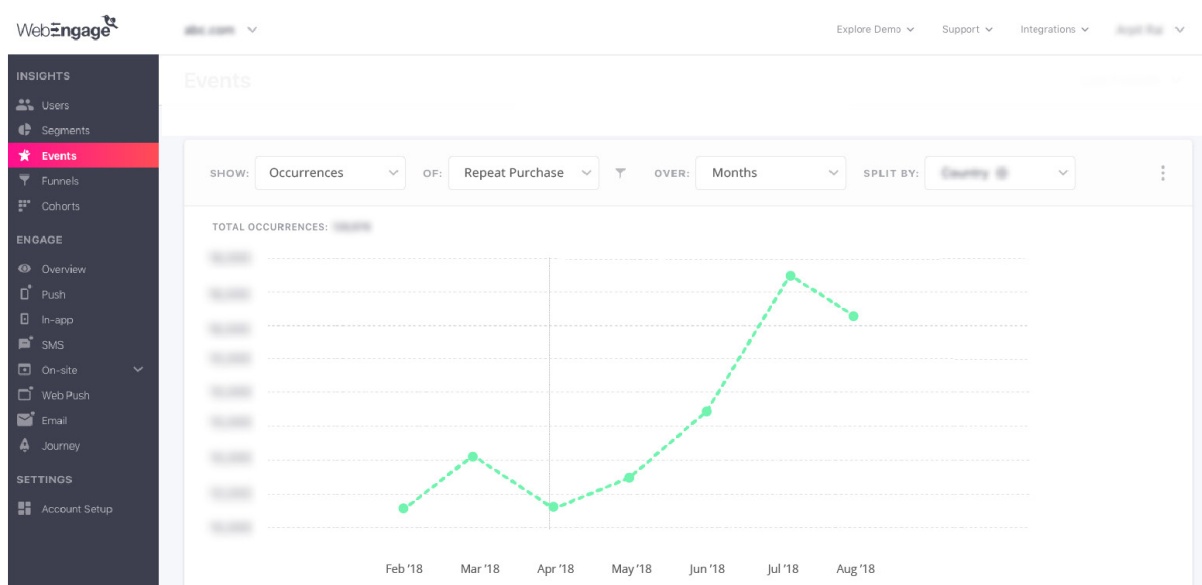 WebEngage
Explore Demo
Support
Integrations
INSIGHTS
Users
Segments
Events
Funnels
Cohorts
ENGAGE
Overview
Push
In-app
SMS
On-site
Web Push
Email
Journey
SETTINGS
Account Setup
Events
SHOW: Occurrences OF: Repeat Purchase OVER: Months SPLIT BY:
TOTAL OCCURRENCES:
Feb '18 Mar '18 Apr '18 May '18 Jun '18 Jul '18 Aug '18